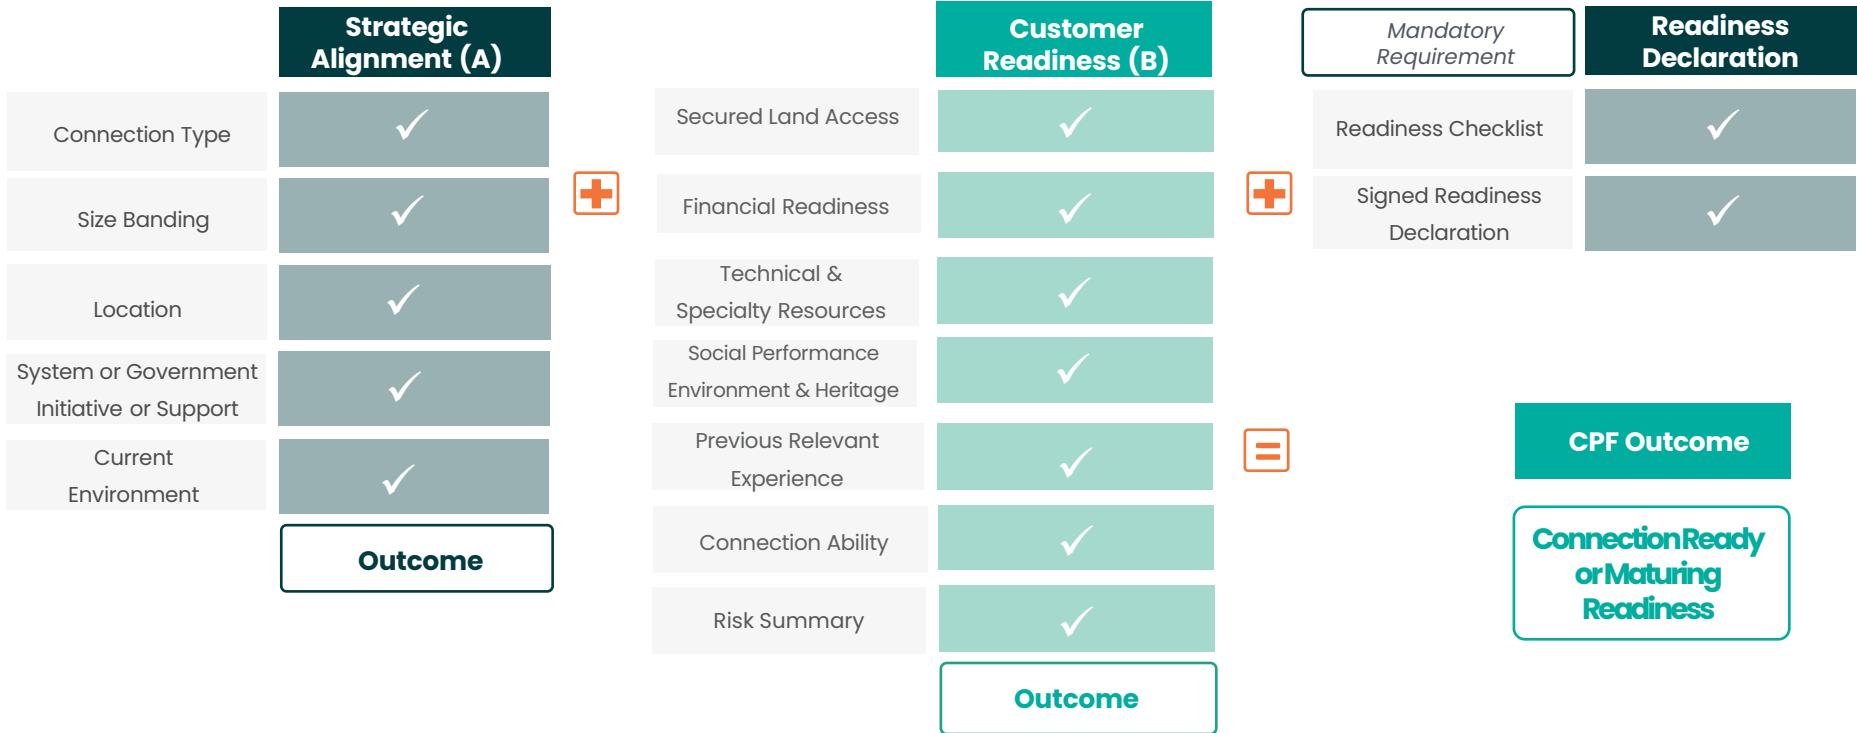 Strategic
Alignment (A)
Connection Type
Size Banding
Location
System or Government
Initiative or Support
Current
Environment
Outcome
Customer
Readiness (B)
Secured Land Access
Financial Readiness
Technical &
Specialty Resources
Social Performance
Environment & Heritage
Previous Relevant
Experience
Connection Ability
Risk Summary
Outcome
Mandatory
Requirement
Readiness
Declaration
Readiness Checklist
Signed Readiness
Declaration
CPF Outcome
Connection Ready
or Maturing
Readiness